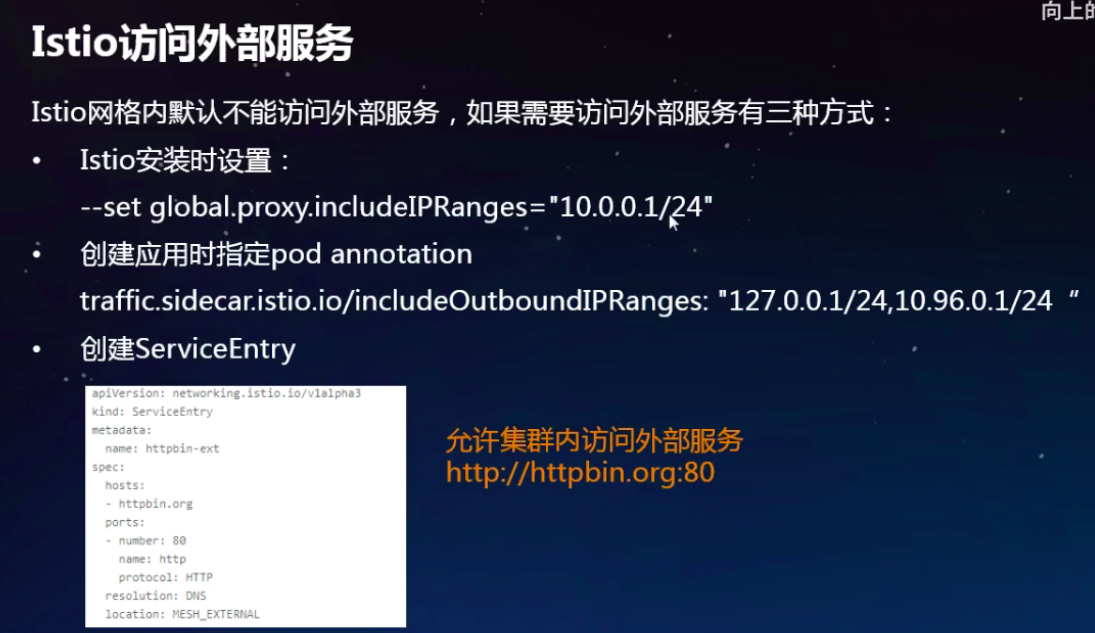 向上的
Istio访问外部服务
Istio网格内默认不能访问外部服务，如果需要访问外部服务有三种方式：
• Istio安装时设置：
--set global.proxy.includeIPRanges="10.0.0.1/24"
• 创建应用时指定pod annotation
traffic.sidecar.istio.io/includeOutboundIPRanges: "127.0.0.1/24,10.96.0.1/24 “
• 创建ServiceEntry
apiVersion: networking.istio.io/v1alpha3
kind: ServiceEntry
metadata:
  name: httpbin-ext
spec:
  hosts:
  - httpbin.org
  ports:
  - number: 80
    name: http
    protocol: HTTP
  resolution: DNS
  location: MESH_EXTERNAL
允许集群内访问外部服务
http://httpbin.org:80